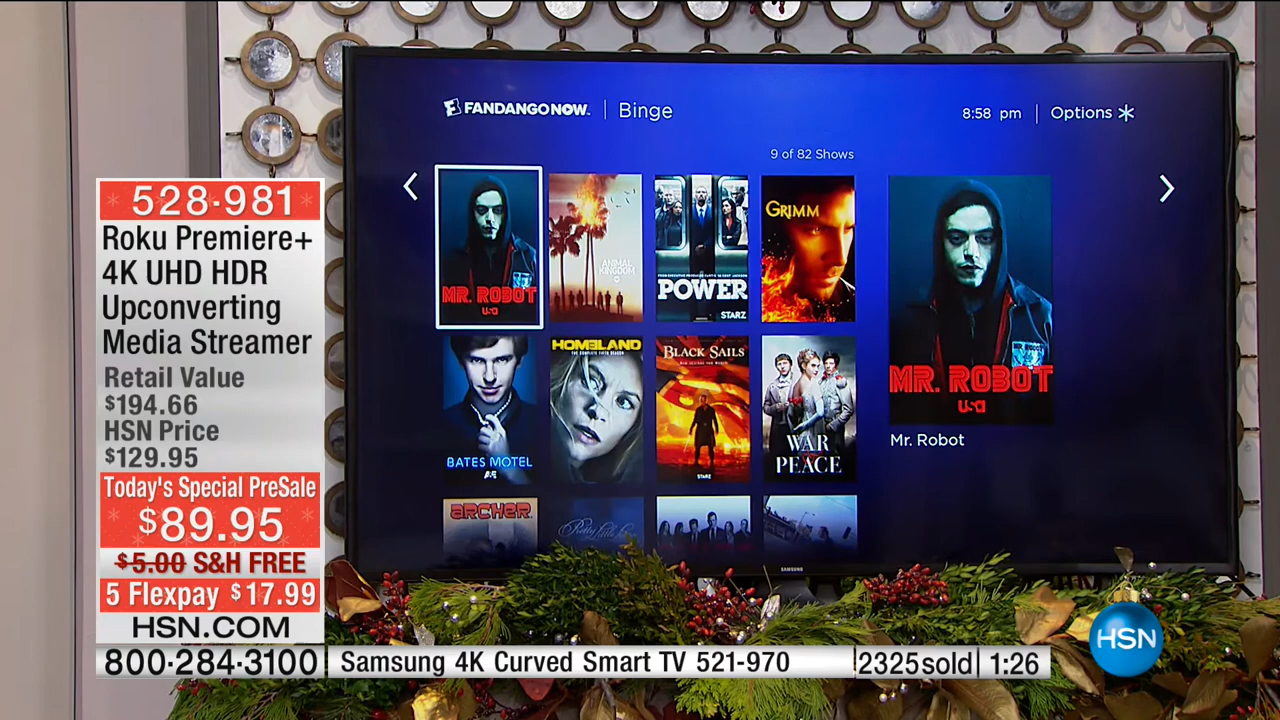 528-981
Roku Premiere+
4K UHD HDR
Upconverting
Media Streamer
Retail Value
$194.66
HSN Price
$129.95
Today's Special PreSale
$89.95
$5.00 S&H FREE
5 Flexpay $17.99
HSN.COM
800·284·3100
Samsung 4K Curved Smart TV 521-970
2325sold
1:26
HSN
FANDANGONOW
Binge
8:58 pm
Options
9 of 82 Shows
MR. ROBOT
USA
ANIMAL
KINGDOM
POWER
STARZ
GRIMM
MR. ROBOT
USA
Mr. Robot
BATES MOTEL
A&E
HOMELAND
THE COMPLETE FIFTH SEASON
BLACK SAILS
STARZ
WAR
PEACE
ARCHER
SAMSUNG